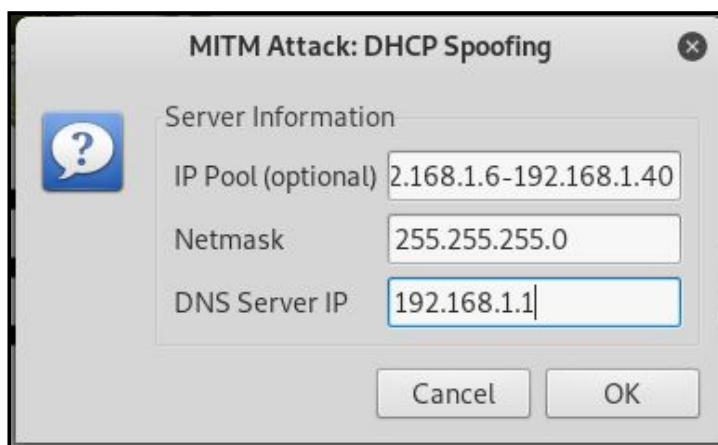 MITM Attack: DHCP Spoofing
Server Information
IP Pool (optional) 2.168.1.6-192.168.1.40
Netmask 255.255.255.0
DNS Server IP 192.168.1.1
Cancel OK